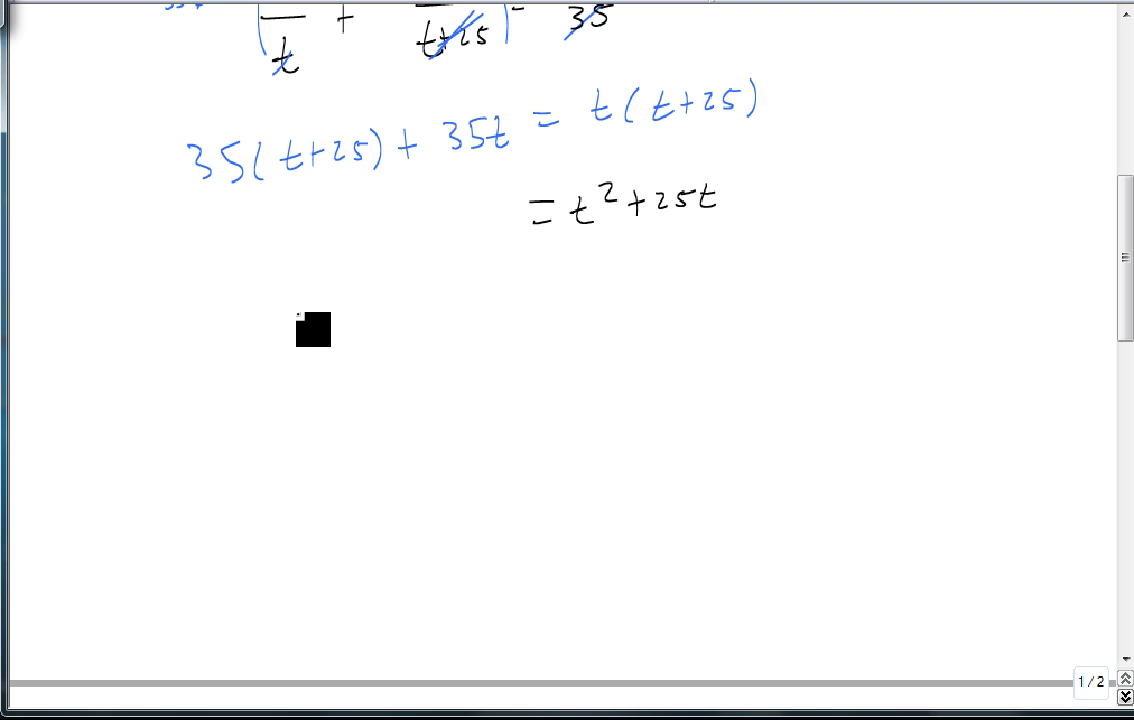 t + t+25 = 35
35(t+25) + 35t = t(t+25)
= t² + 25t
1/2